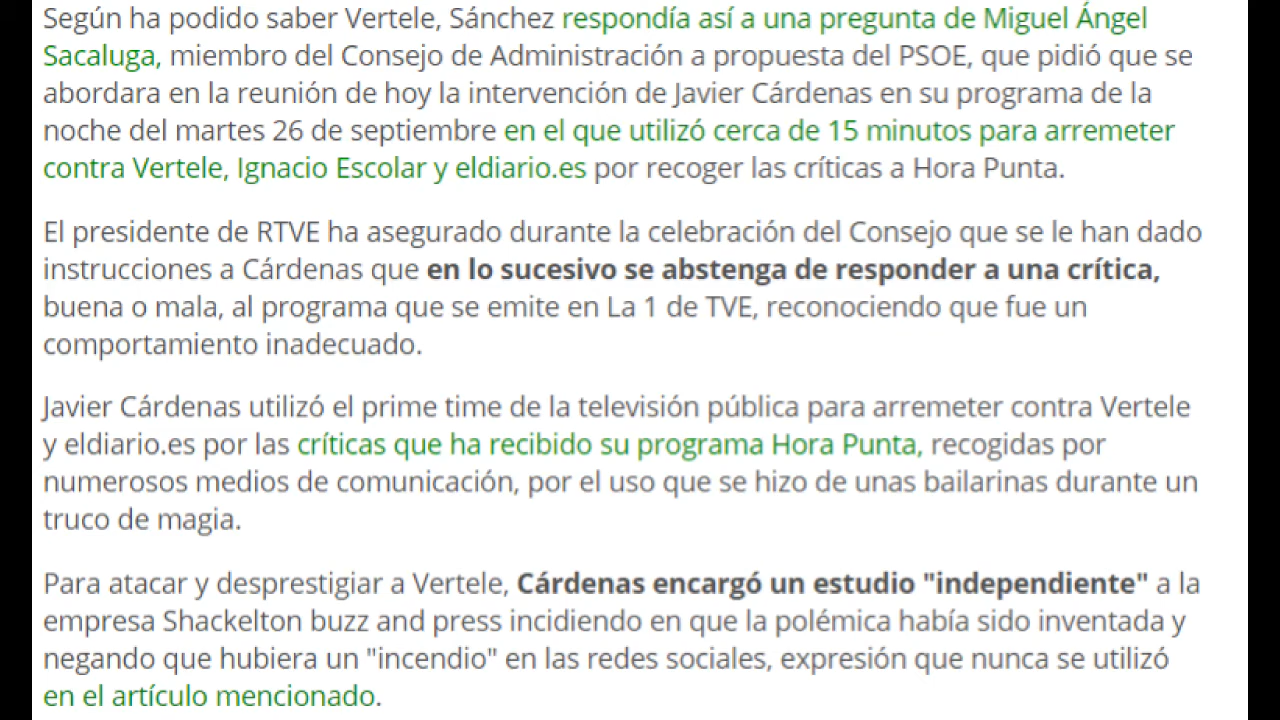 Según ha podido saber Vertele, Sánchez respondía así a una pregunta de Miguel Ángel
Sacaluga, miembro del Consejo de Administración a propuesta del PSOE, que pidió que se
abordara en la reunión de hoy la intervención de Javier Cárdenas en su programa de la
noche del martes 26 de septiembre en el que utilizó cerca de 15 minutos para arremeter
contra Vertele, Ignacio Escolar y eldiario.es por recoger las críticas a Hora Punta.
El presidente de RTVE ha asegurado durante la celebración del Consejo que se le han dado
instrucciones a Cárdenas que en lo sucesivo se abstenga de responder a una crítica,
buena o mala, al programa que se emite en La 1 de TVE, reconociendo que fue un
comportamiento inadecuado.
Javier Cárdenas utilizó el prime time de la televisión pública para arremeter contra Vertele
y eldiario.es por las críticas que ha recibido su programa Hora Punta, recogidas por
numerosos medios de comunicación, por el uso que se hizo de unas bailarinas durante un
truco de magia.
Para atacar y desprestigiar a Vertele, Cárdenas encargó un estudio "independiente" a la
empresa Shackelton buzz and press incidiendo en que la polémica había sido inventada y
negando que hubiera un "incendio" en las redes sociales, expresión que nunca se utilizó
en el artículo mencionado.